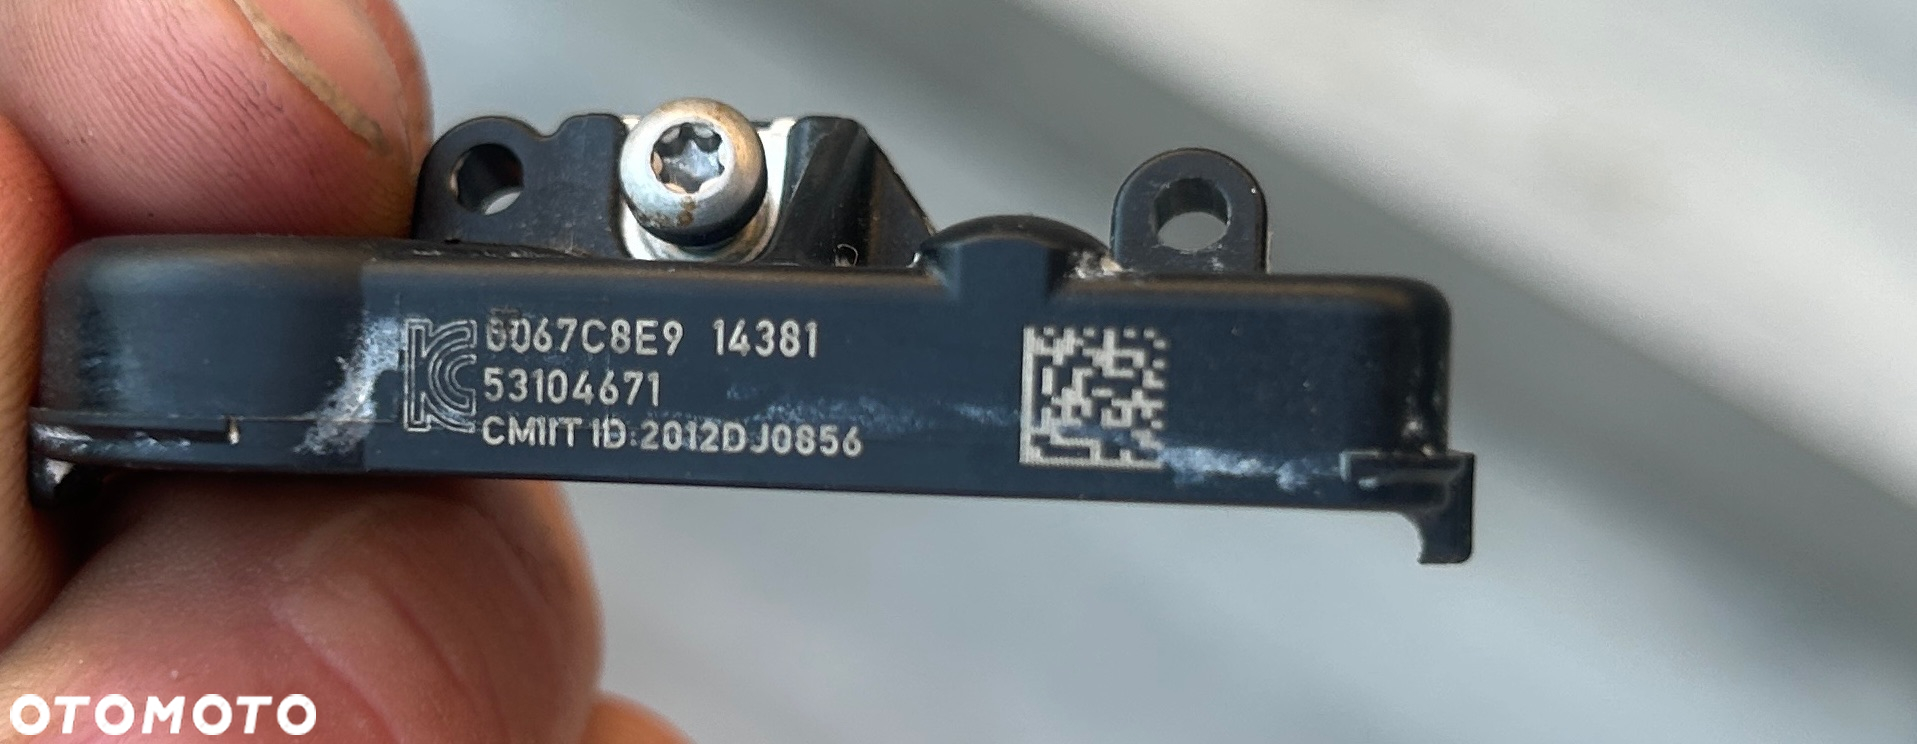 0067C8E9 14381
53104671
CMIIT ID:2012DJ0856
OTOMOTO